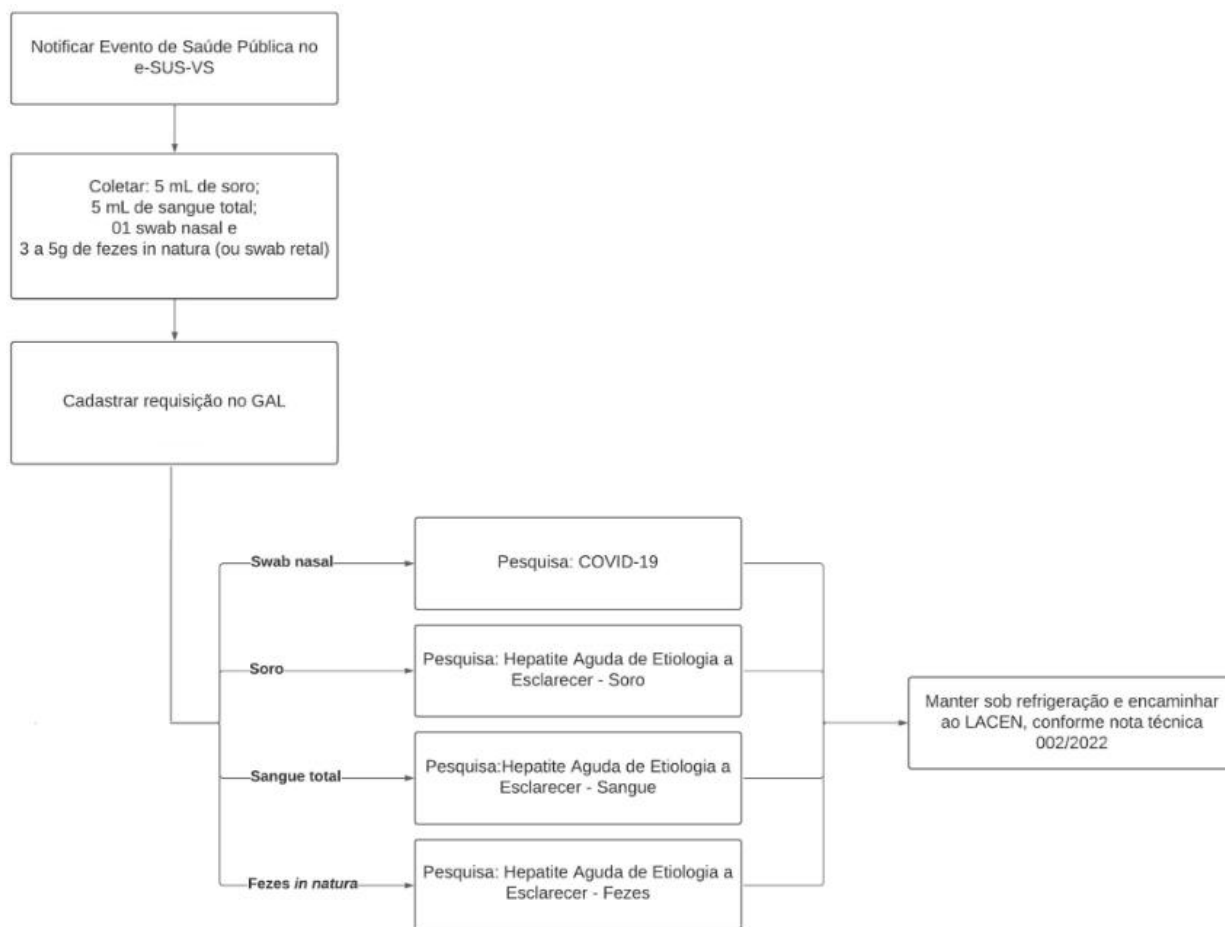 Notificar Evento de Saúde Pública no
e-SUS-VS
Coletar: 5 mL de soro;
5 mL de sangue total;
01 swab nasal e
3 a 5g de fezes in natura (ou swab retal)
Cadastrar requisição no GAL
Swab nasal
Pesquisa: COVID-19
Soro
Pesquisa: Hepatite Aguda de Etiologia a
Esclarecer - Soro
Sangue total
Pesquisa:Hepatite Aguda de Etiologia a
Esclarecer - Sangue
Fezes in natura
Pesquisa: Hepatite Aguda de Etiologia a
Esclarecer - Fezes
Manter sob refrigeração e encaminhar
ao LACEN, conforme nota técnica
002/2022